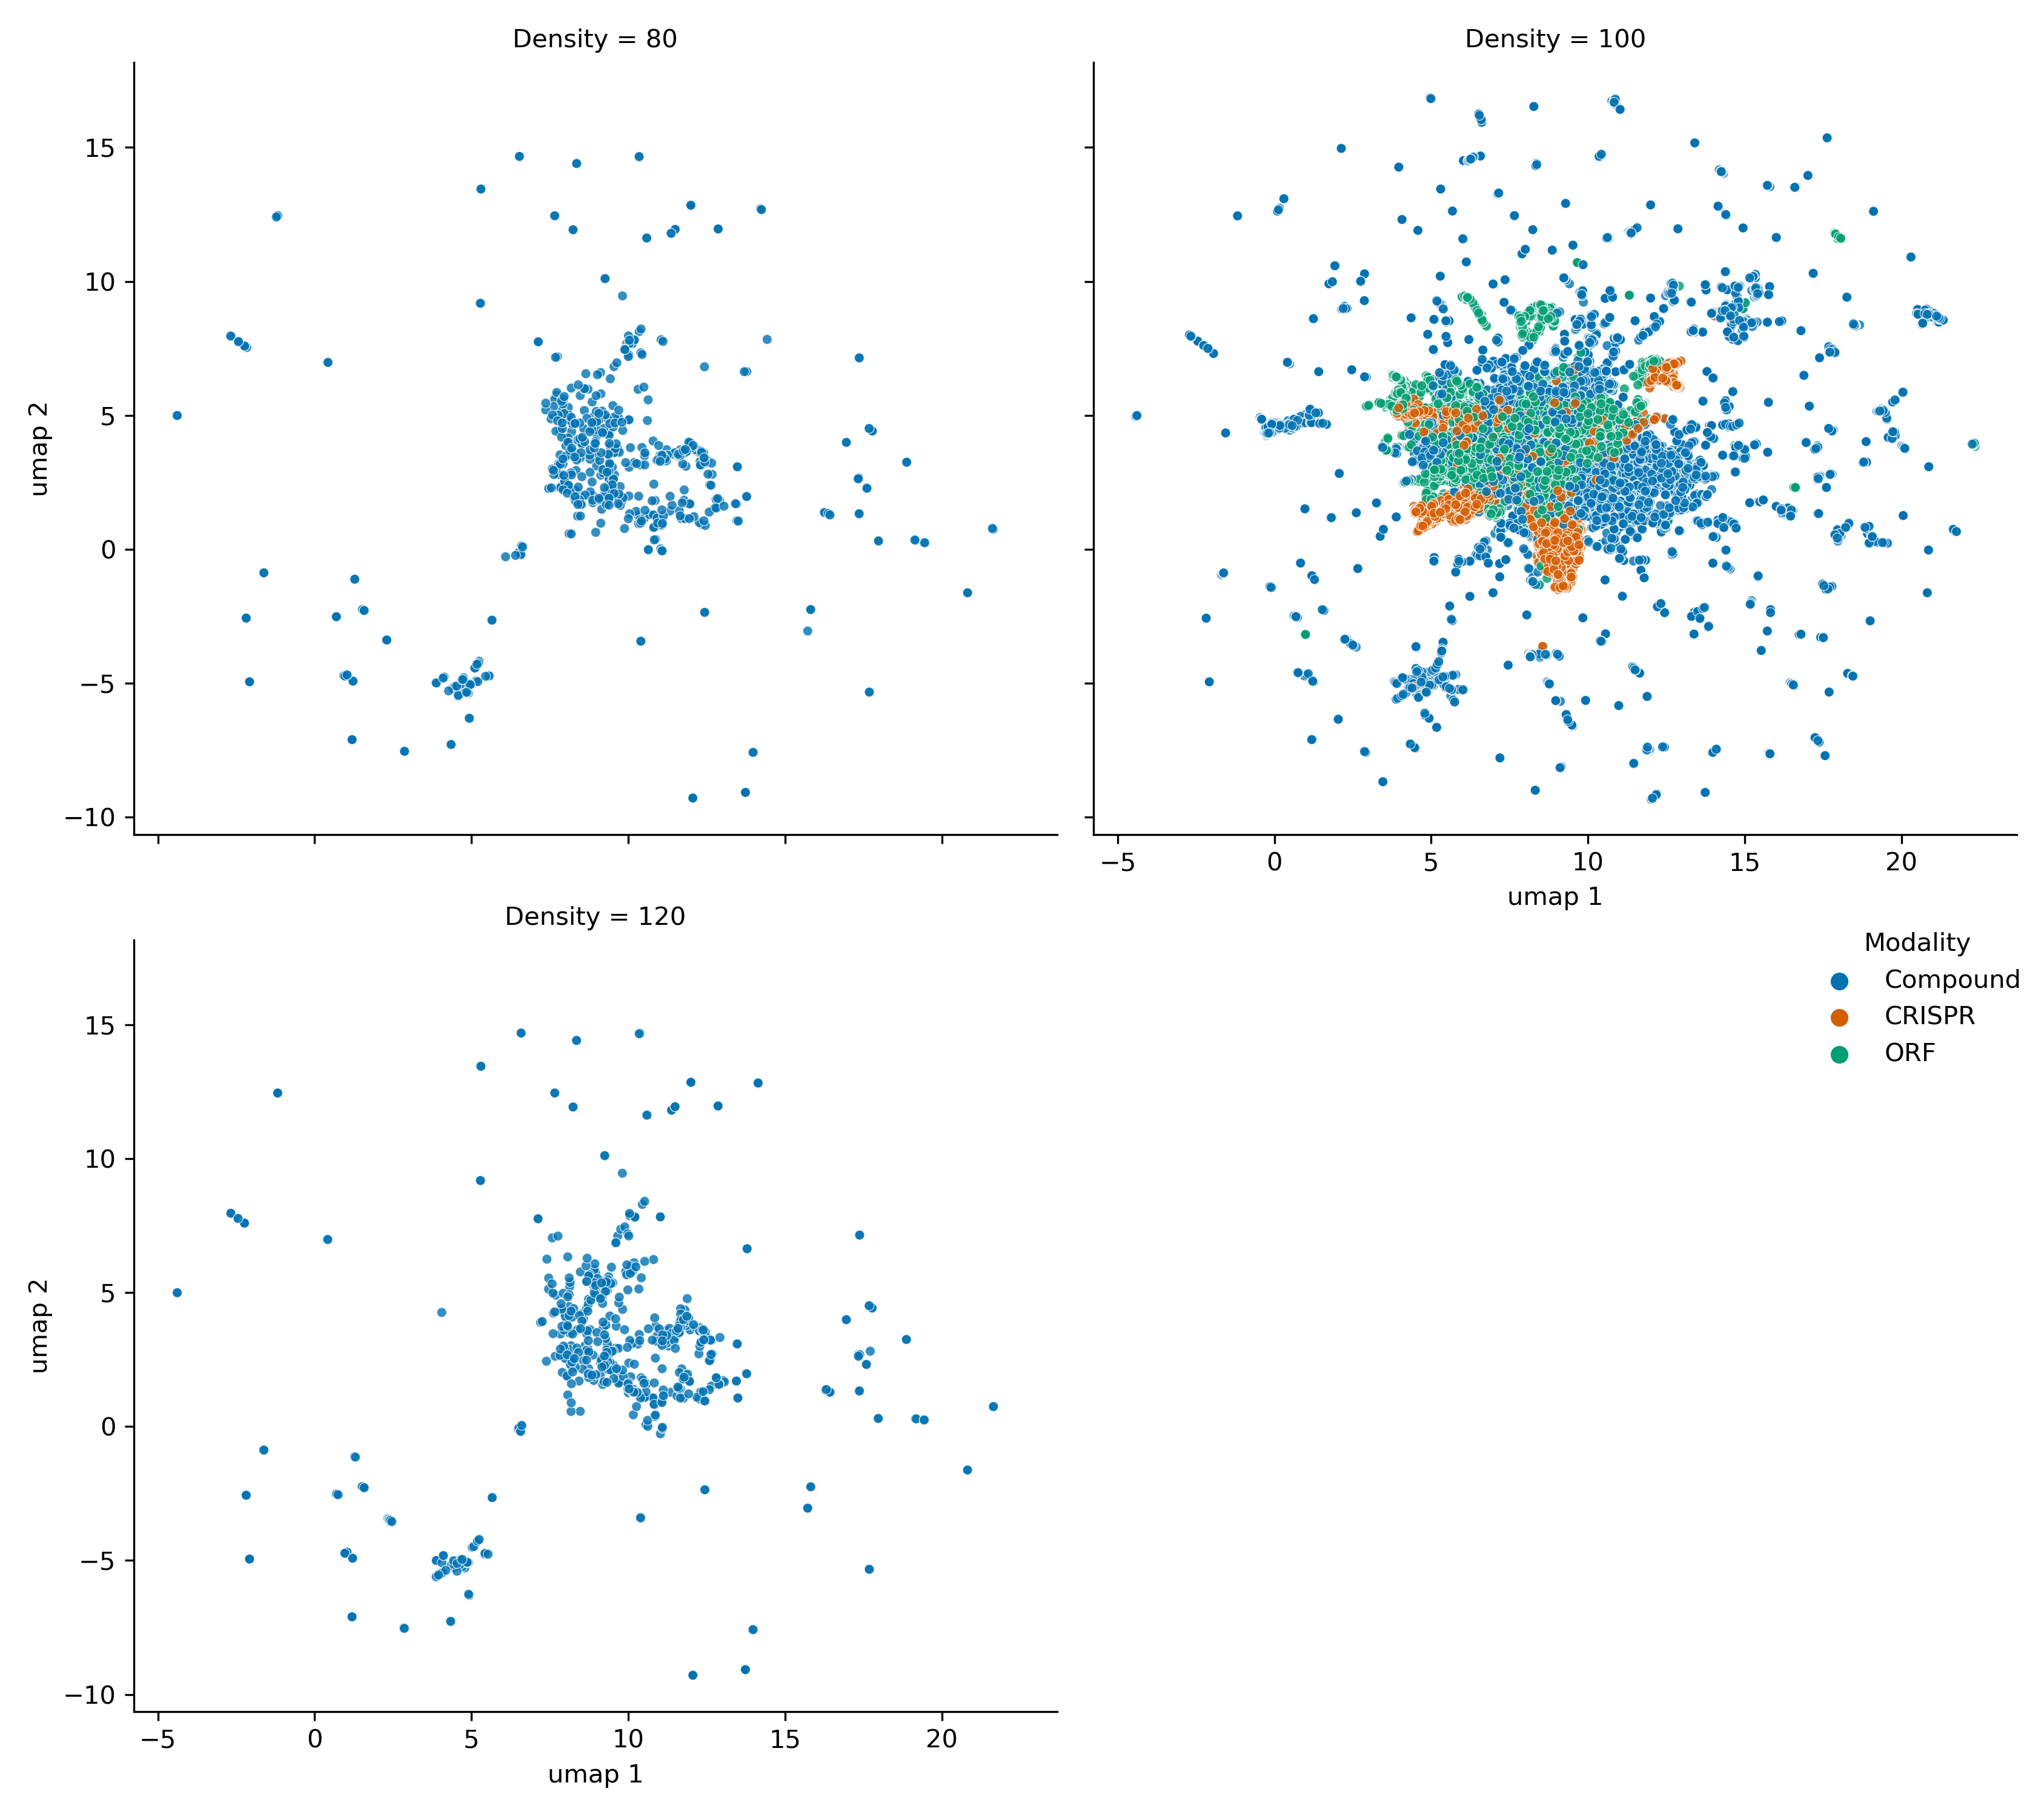 Density = 80
Density = 100
15
10
5
0
−5
−10
umap 2
−5 0 5 10 15 20
umap 1
Density = 120
Modality
Compound
CRISPR
ORF
15
10
5
0
−5
−10
umap 2
−5 0 5 10 15 20
umap 1